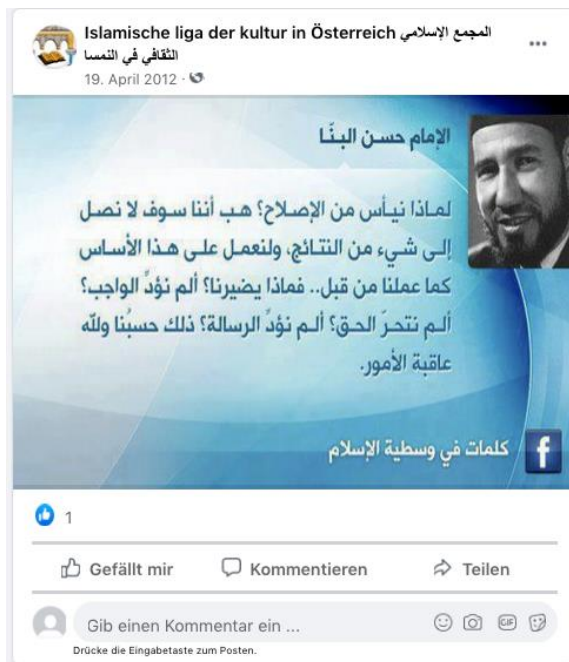 Islamische liga der kultur in Österreich المجمع الإسلامي
الثقافي في النمسا
19. April 2012 ·
الإمام حسن البنّا
لماذا نيأس من الإصلاح؟ هب أننا سوف لا نصل
إلى شيء من النتائج، ولنعمل على هذا الأساس
كما عملنا من قبل.. فماذا يضيرنا؟ ألم نؤدِّ الواجب؟
ألم نتحرّ الحق؟ ألم نؤدِّ الرسالة؟ ذلك حسبُنا ولله
عاقبة الأمور.
كلمات في وسطية الإسلام
f
1
Gefällt mir Kommentieren Teilen
Gib einen Kommentar ein ... GIF
Drücke die Eingabetaste zum Posten.